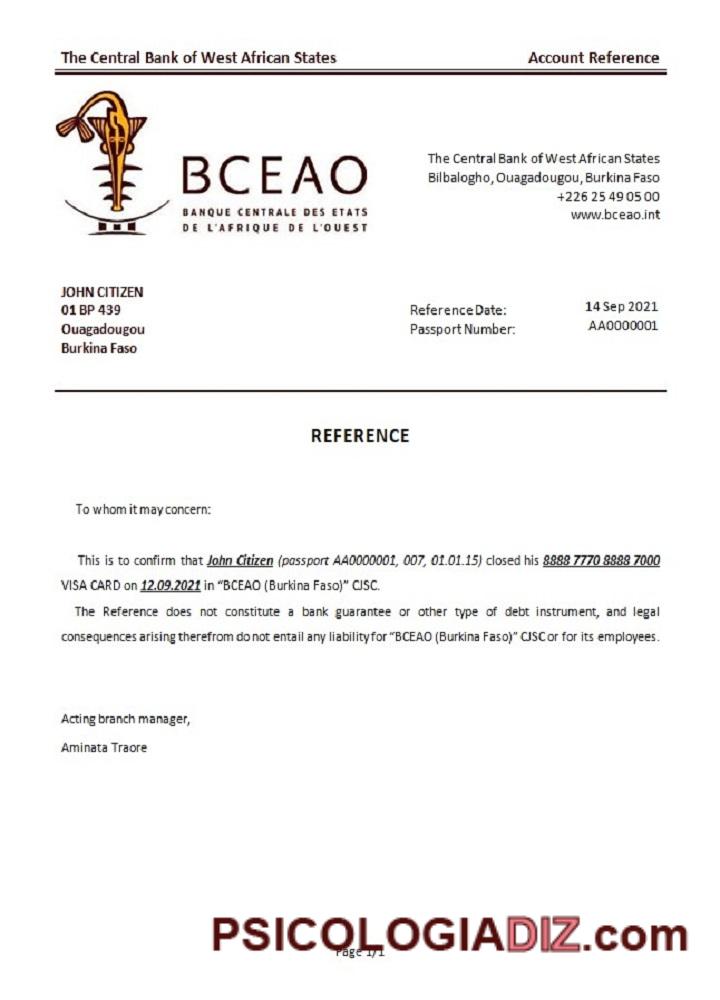 The Central Bank of West African States Account Reference
BCEAO
BANQUE CENTRALE DES ETATS
DE L'AFRIQUE DE L'OUEST
The Central Bank of West African States
Bilbalogho, Ouagadougou, Burkina Faso
+226 25 49 05 00
www.bceao.int
JOHN CITIZEN
01 BP 439
Ouagadougou
Burkina Faso
Reference Date: 14 Sep 2021
Passport Number: AA0000001
REFERENCE
To whom it may concern:
This is to confirm that John Citizen (passport AA0000001, 007, 01.01.15) closed his 8888 7770 8888 7000
VISA CARD on 12.09.2021 in “BCEAO (Burkina Faso)” CJSC.
The Reference does not constitute a bank guarantee or other type of debt instrument, and legal
consequences arising therefrom do not entail any liability for “BCEAO (Burkina Faso)” CJSC or for its employees.
Acting branch manager,
Aminata Traore
PSICOLOGIADIZ.com
Page 1/1